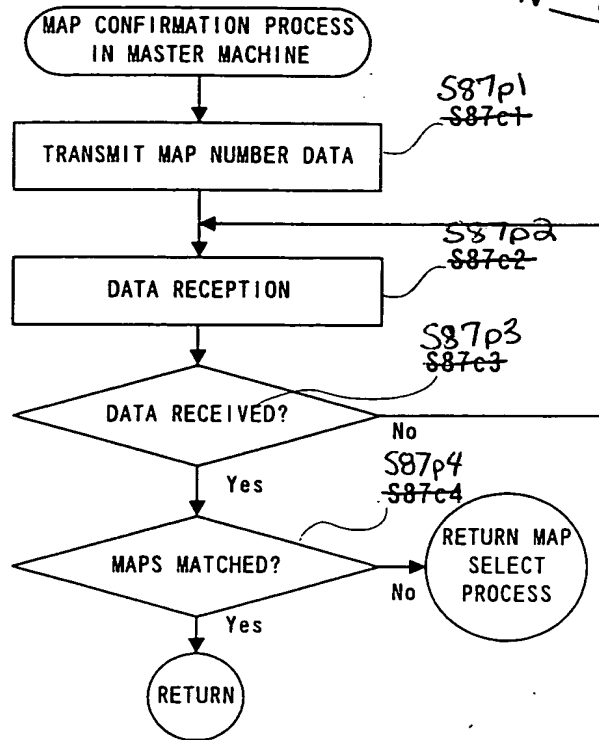 MAP CONFIRMATION PROCESS
IN MASTER MACHINE
S87p1
S87c1
TRANSMIT MAP NUMBER DATA
S87p2
S87c2
DATA RECEPTION
S87p3
S87c3
DATA RECEIVED?
No
Yes
S87p4
S87c4
MAPS MATCHED?
No
RETURN MAP
SELECT
PROCESS
Yes
RETURN